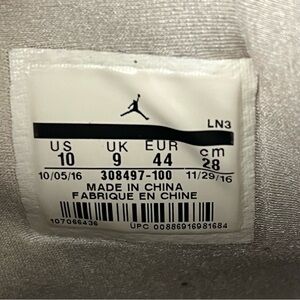 LN3
US UK EUR cm
10 9 44 28
10/05/16 308497-100 11/29/16
MADE IN CHINA
FABRIQUE EN CHINE
107066436
UPC 00886916981684